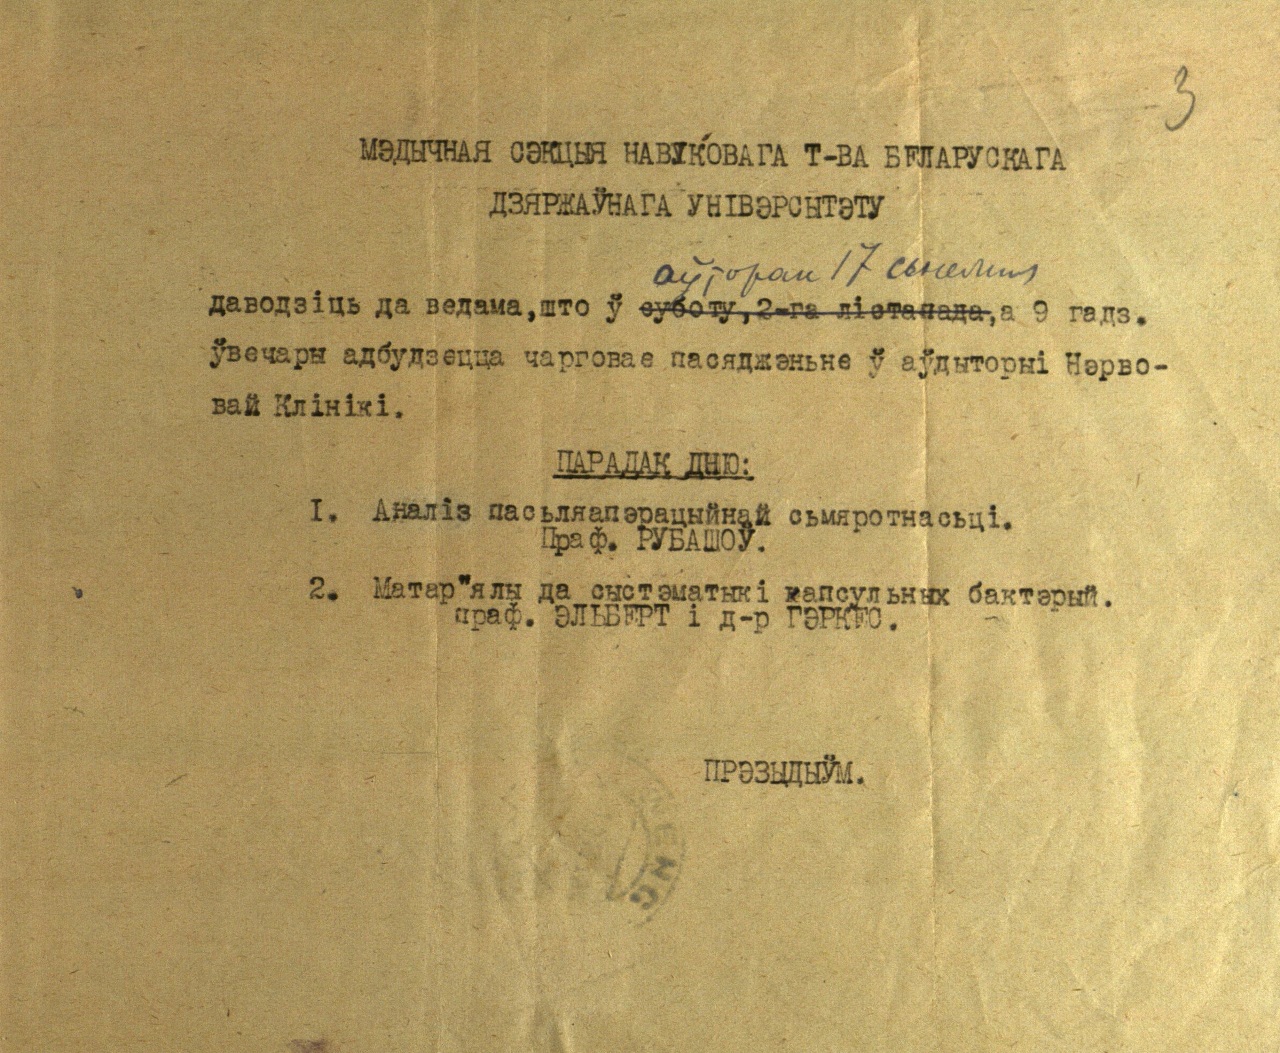 3
МЭДЫЧНАЯ СЭКЦЫЯ НАВУКОВАГА Т-ВА БЕЛАРУСКАГА
ДЗЯРЖАЎНАГА УНІВЭРСЫТЭТУ
аўторак 17 сьнежня
даводзіць да ведама,што ў суботу,2-га лістапада,а 9 гадз.
ўвечары адбудзецца чарговае пасяджэньне ў аўдыторыі Нэрво-
вай Клінікі.
ПАРАДАК ДНЮ:
I. Аналіз пасьляапэрацыйнай сьмяротнасьці.
Праф. РУБАШОЎ.
2. Матар"ялы да сыстэматыкі капсульных бактэрый.
праф. ЭЛЬБЕРТ і д-р ГЭРКЕС.
ПРЭЗЫДЫЎМ.